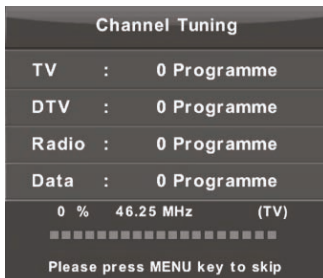 Channel Tuning
TV : 0 Programme
DTV : 0 Programme
Radio : 0 Programme
Data : 0 Programme
0 % 46.25 MHz (TV)
Please press MENU key to skip